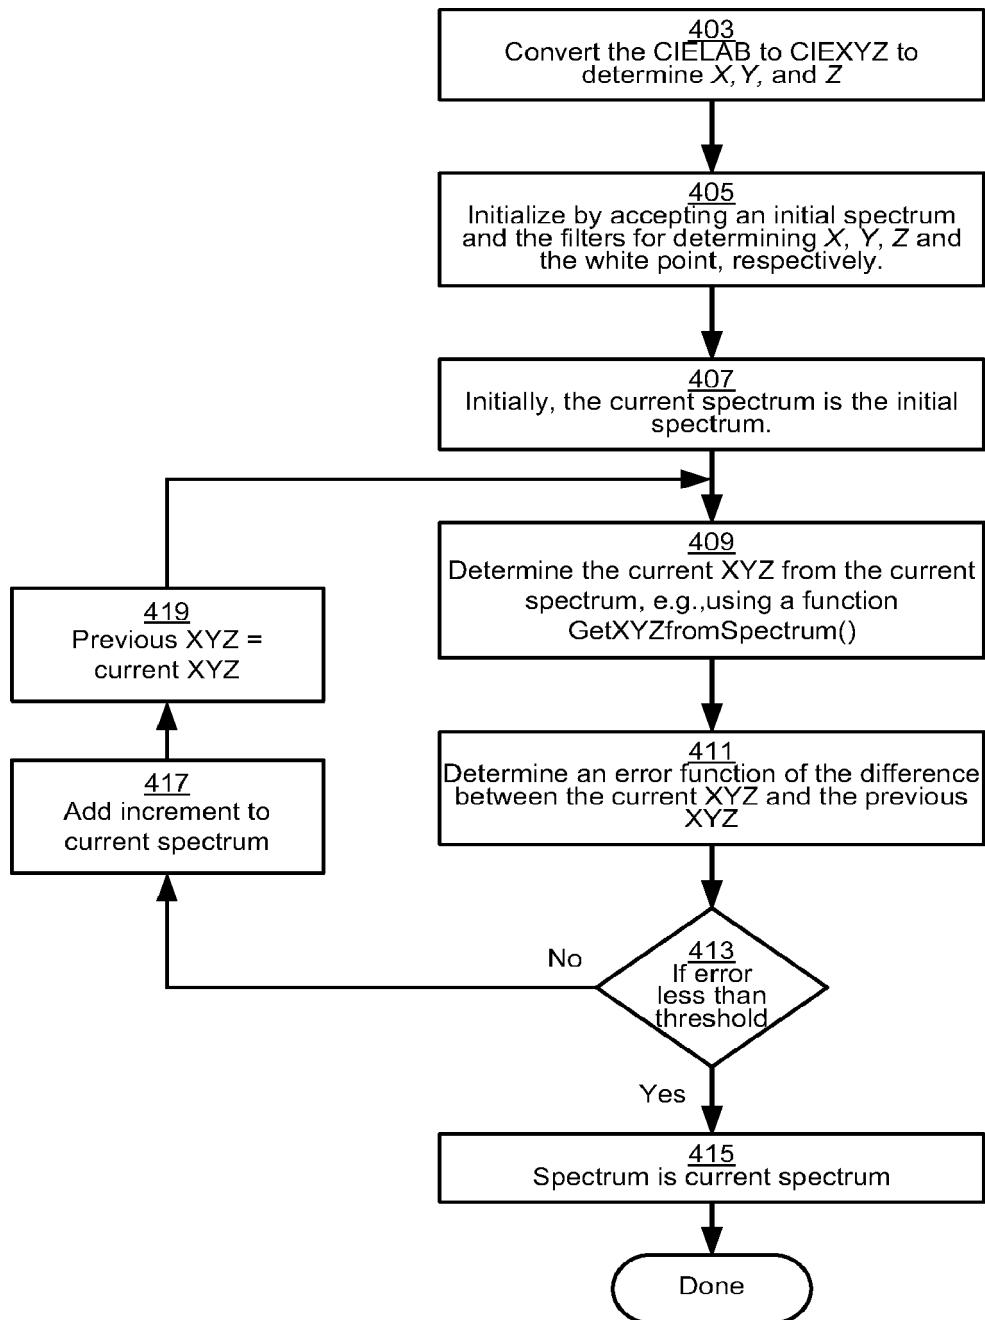 403
Convert the CIELAB to CIEXYZ to
determine X, Y, and Z
405
Initialize by accepting an initial spectrum
and the filters for determining X, Y, Z and
the white point, respectively.
407
Initially, the current spectrum is the initial
spectrum.
409
Determine the current XYZ from the current
spectrum, e.g.,using a function
GetXYZfromSpectrum()
419
Previous XYZ =
current XYZ
411
Determine an error function of the difference
between the current XYZ and the previous
XYZ
417
Add increment to
current spectrum
No
413
If error
less than
threshold
Yes
415
Spectrum is current spectrum
Done